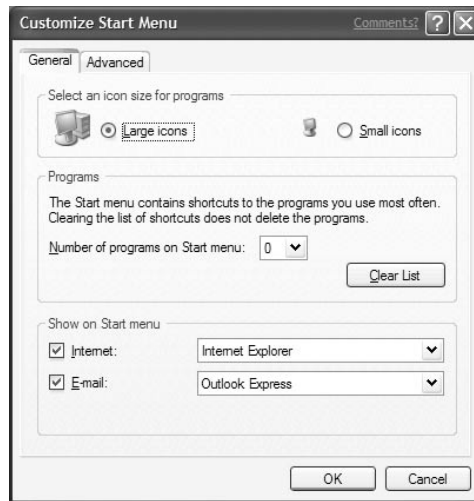 Customize Start Menu Comments? ? X
General Advanced
Select an icon size for programs
Large icons Small icons
Programs
The Start menu contains shortcuts to the programs you use most often.
Clearing the list of shortcuts does not delete the programs.
Number of programs on Start menu: 0
Clear List
Show on Start menu
Internet: Internet Explorer
E-mail: Outlook Express
OK Cancel